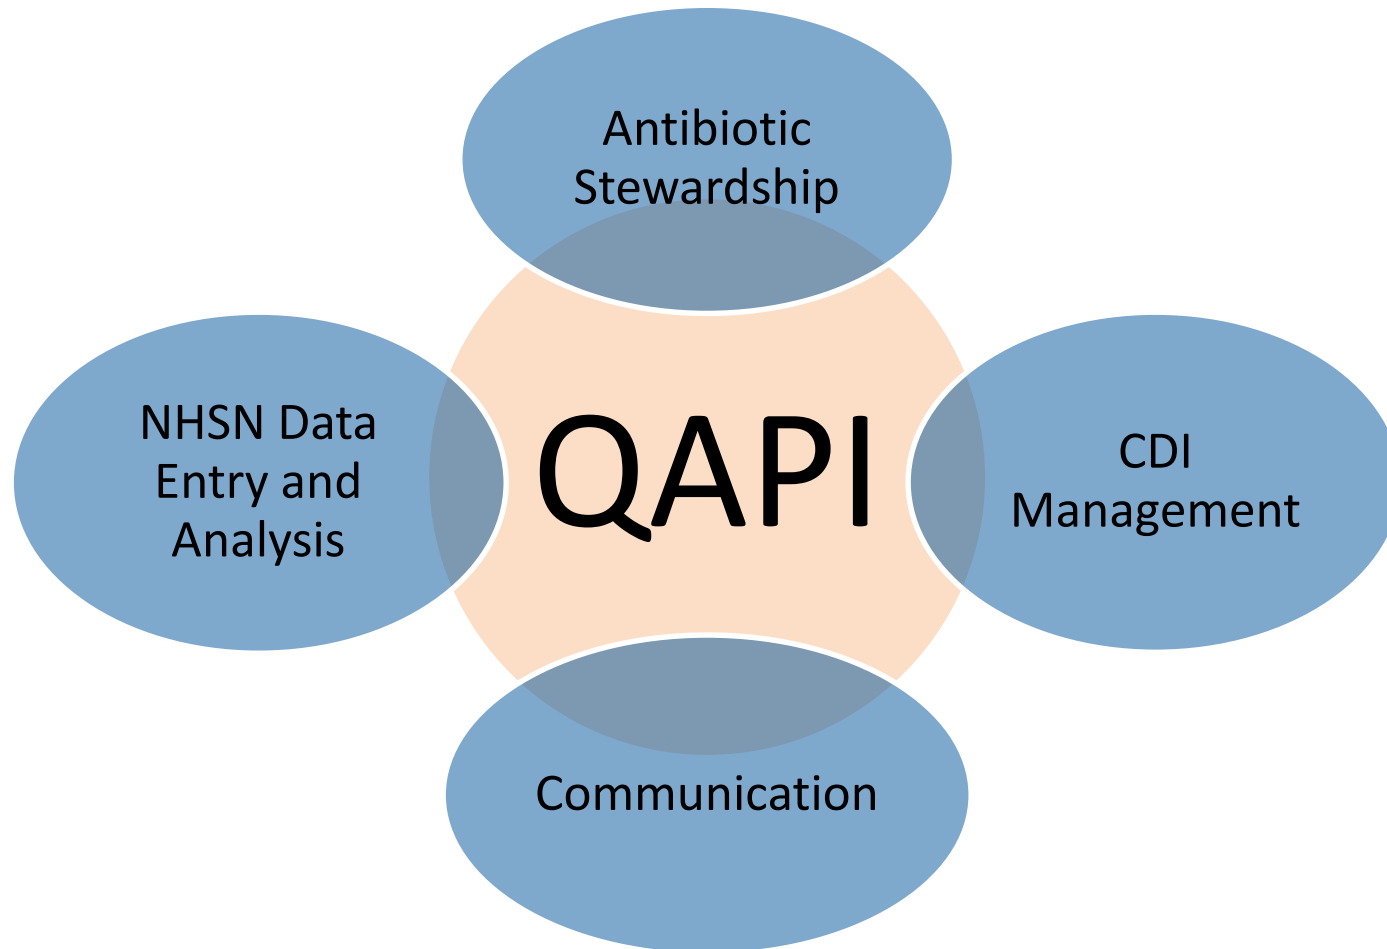 Antibiotic
Stewardship
NHSN Data
Entry and
Analysis
QAPI
CDI
Management
Communication